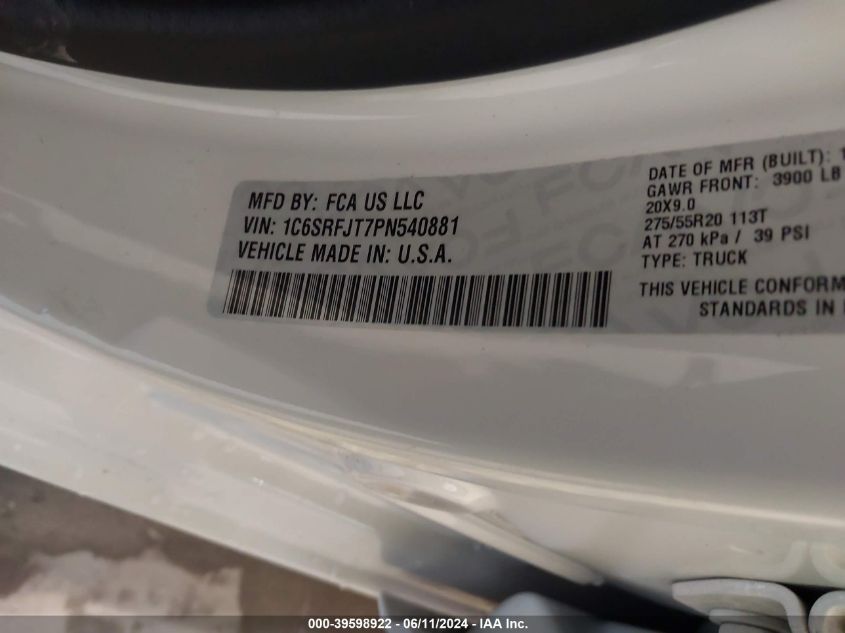 MFD BY: FCA US LLC
VIN: 1C6SRFJT7PN540881
VEHICLE MADE IN: U.S.A.
DATE OF MFR (BUILT): 1
GAWR FRONT: 3900 LB
20X9.0
275/55R20 113T
AT 270 kPa / 39 PSI
TYPE: TRUCK
THIS VEHICLE CONFORM
STANDARDS IN
000-39598922 - 06/11/2024 - IAA Inc.